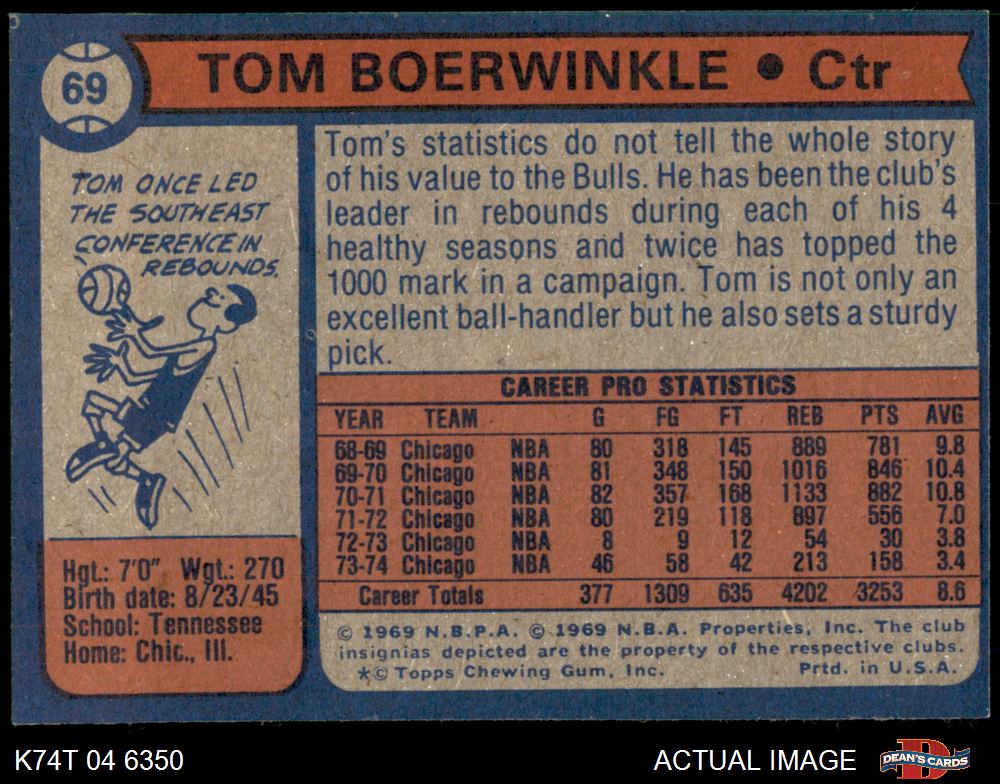 69
TOM BOERWINKLE • Ctr
TOM ONCE LED
THE SOUTHEAST
CONFERENCE IN
REBOUNDS.
Tom's statistics do not tell the whole story
of his value to the Bulls. He has been the club's
leader in rebounds during each of his 4
healthy seasons and twice has topped the
1000 mark in a campaign. Tom is not only an
excellent ball-handler but he also sets a sturdy
pick.
CAREER PRO STATISTICS
YEAR TEAM G FG FT REB PTS AVG
68-69 Chicago NBA 80 318 145 889 781 9.8
69-70 Chicago NBA 81 348 150 1016 846 10.4
70-71 Chicago NBA 82 357 168 1133 882 10.8
71-72 Chicago NBA 80 219 118 897 556 7.0
72-73 Chicago NBA 8 9 12 54 30 3.8
73-74 Chicago NBA 46 58 42 213 158 3.4
Career Totals 377 1309 635 4202 3253 8.6
Hgt.: 7'0" Wgt.: 270
Birth date: 8/23/45
School: Tennessee
Home: Chic., Ill.
© 1969 N.B.P.A. © 1969 N.B.A. Properties, Inc. The club
insignias depicted are the property of the respective clubs.
*© Topps Chewing Gum, Inc. Prtd. in U.S.A.
K74T 04 6350
ACTUAL IMAGE
D
DEAN'S CARDS